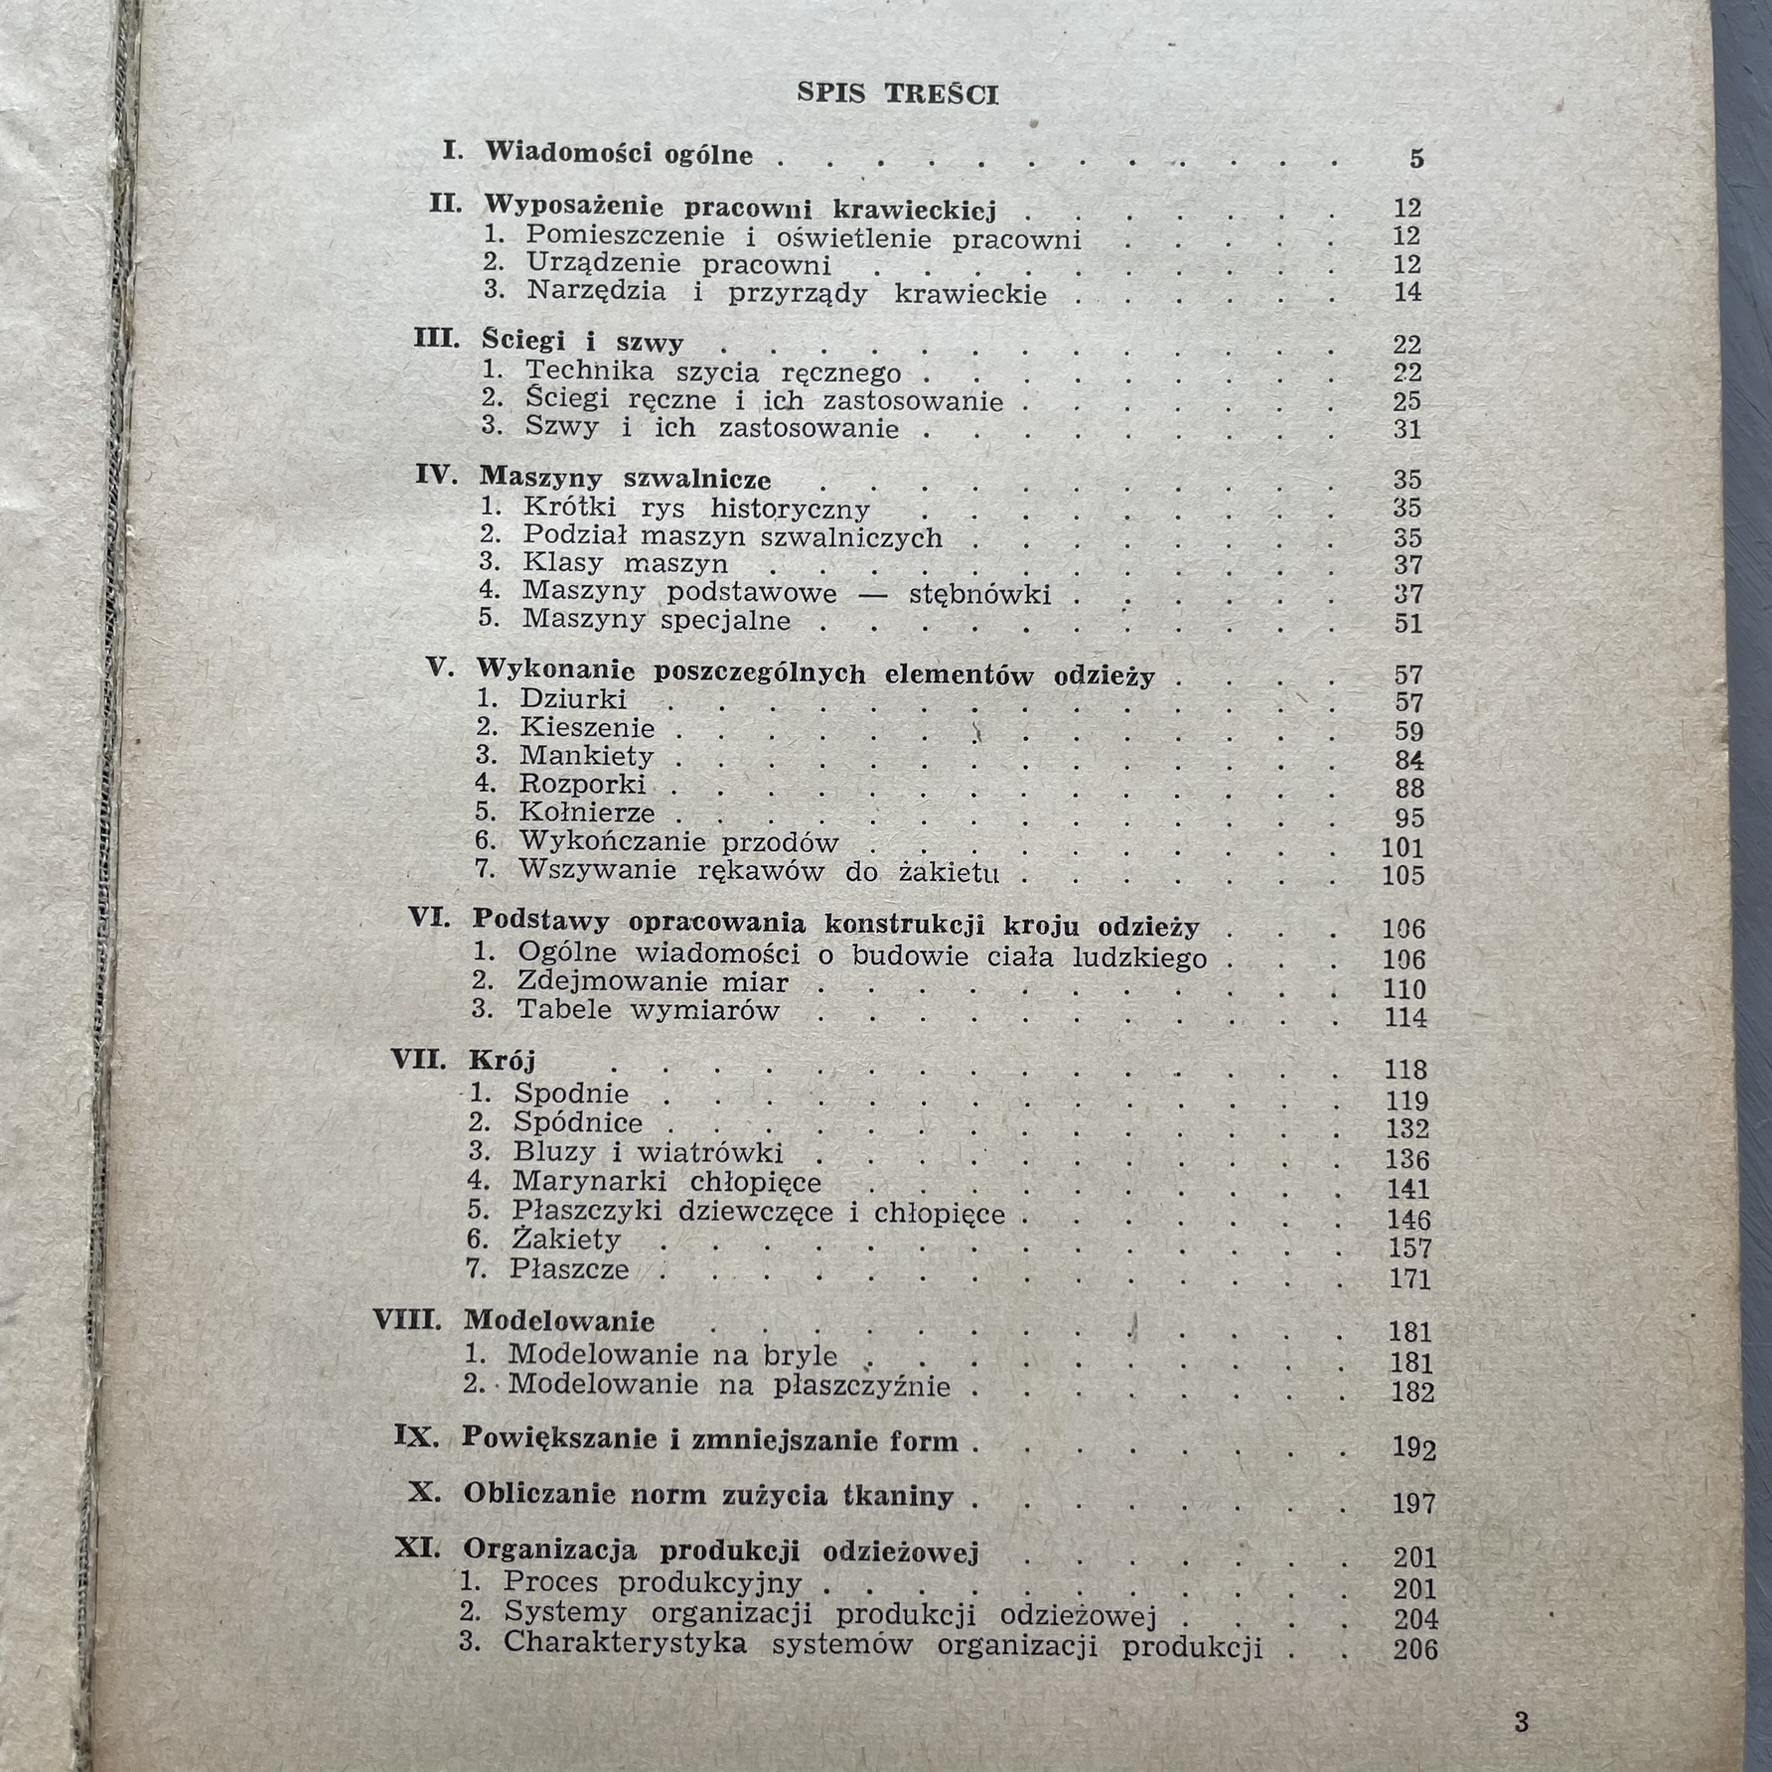 SPIS TREŚCI
I. Wiadomości ogólne . . . . . . . . . . . . 5
II. Wyposażenie pracowni krawieckiej . . . . . . . 12
1. Pomieszczenie i oświetlenie pracowni . . . . . 12
2. Urządzenie pracowni . . . . . . . . . . 12
3. Narzędzia i przyrządy krawieckie . . . . . . 14
III. Ściegi i szwy . . . . . . . . . . . . . 22
1. Technika szycia ręcznego . . . . . . . . . 22
2. Ściegi ręczne i ich zastosowanie . . . . . . . 25
3. Szwy i ich zastosowanie . . . . . . . . . 31
IV. Maszyny szwalnicze . . . . . . . . . . . 35
1. Krótki rys historyczny . . . . . . . . . 35
2. Podział maszyn szwalniczych . . . . . . . . 35
3. Klasy maszyn . . . . . . . . . . . . 37
4. Maszyny podstawowe — stębnówki . . . . . . 37
5. Maszyny specjalne . . . . . . . . . . . 51
V. Wykonanie poszczególnych elementów odzieży . . . . 57
1. Dziurki . . . . . . . . . . . . . . 57
2. Kieszenie . . . . . . . . . . . . . . 59
3. Mankiety . . . . . . . . . . . . . . 84
4. Rozporki . . . . . . . . . . . . . . 88
5. Kołnierze . . . . . . . . . . . . . . 95
6. Wykończanie przodów . . . . . . . . . . 101
7. Wszywanie rękawów do żakietu . . . . . . . 105
VI. Podstawy opracowania konstrukcji kroju odzieży . . . 106
1. Ogólne wiadomości o budowie ciała ludzkiego . . . 106
2. Zdejmowanie miar . . . . . . . . . . . 110
3. Tabele wymiarów . . . . . . . . . . . 114
VII. Krój . . . . . . . . . . . . . . . 118
1. Spodnie . . . . . . . . . . . . . . 119
2. Spódnice . . . . . . . . . . . . . . 132
3. Bluzy i wiatrówki . . . . . . . . . . . 136
4. Marynarki chłopięce . . . . . . . . . . 141
5. Płaszczyki dziewczęce i chłopięce . . . . . . . 146
6. Żakiety . . . . . . . . . . . . . . 157
7. Płaszcze . . . . . . . . . . . . . . 171
VIII. Modelowanie . . . . . . . . . . . . . 181
1. Modelowanie na bryle . . . . . . . . . . 181
2. Modelowanie na płaszczyźnie . . . . . . . . 182
IX. Powiększanie i zmniejszanie form . . . . . . . . 192
X. Obliczanie norm zużycia tkaniny . . . . . . . . 197
XI. Organizacja produkcji odzieżowej . . . . . . . 201
1. Proces produkcyjny . . . . . . . . . . . 201
2. Systemy organizacji produkcji odzieżowej . . . . 204
3. Charakterystyka systemów organizacji produkcji . . 206
3